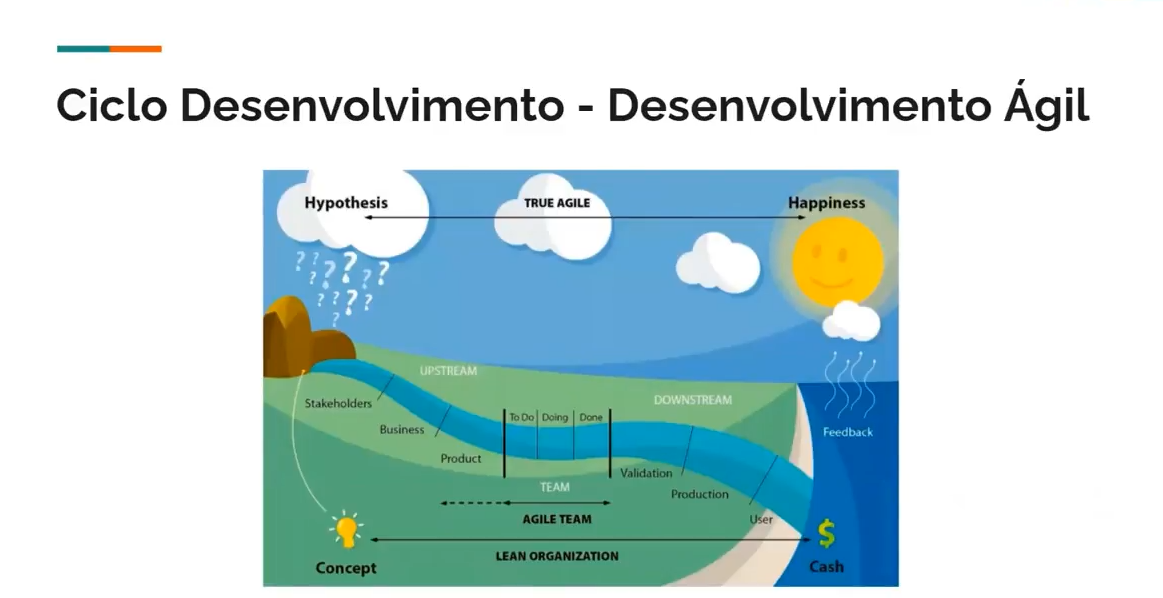 Ciclo Desenvolvimento - Desenvolvimento Ágil
Hypothesis
TRUE AGILE
Happiness
? ? ? ? ? ?
? ? ? ? ?
?
UPSTREAM
Stakeholders
Business
Product
To Do
Doing
Done
TEAM
AGILE TEAM
DOWNSTREAM
Validation
Production
User
Feedback
LEAN ORGANIZATION
Concept
$
Cash